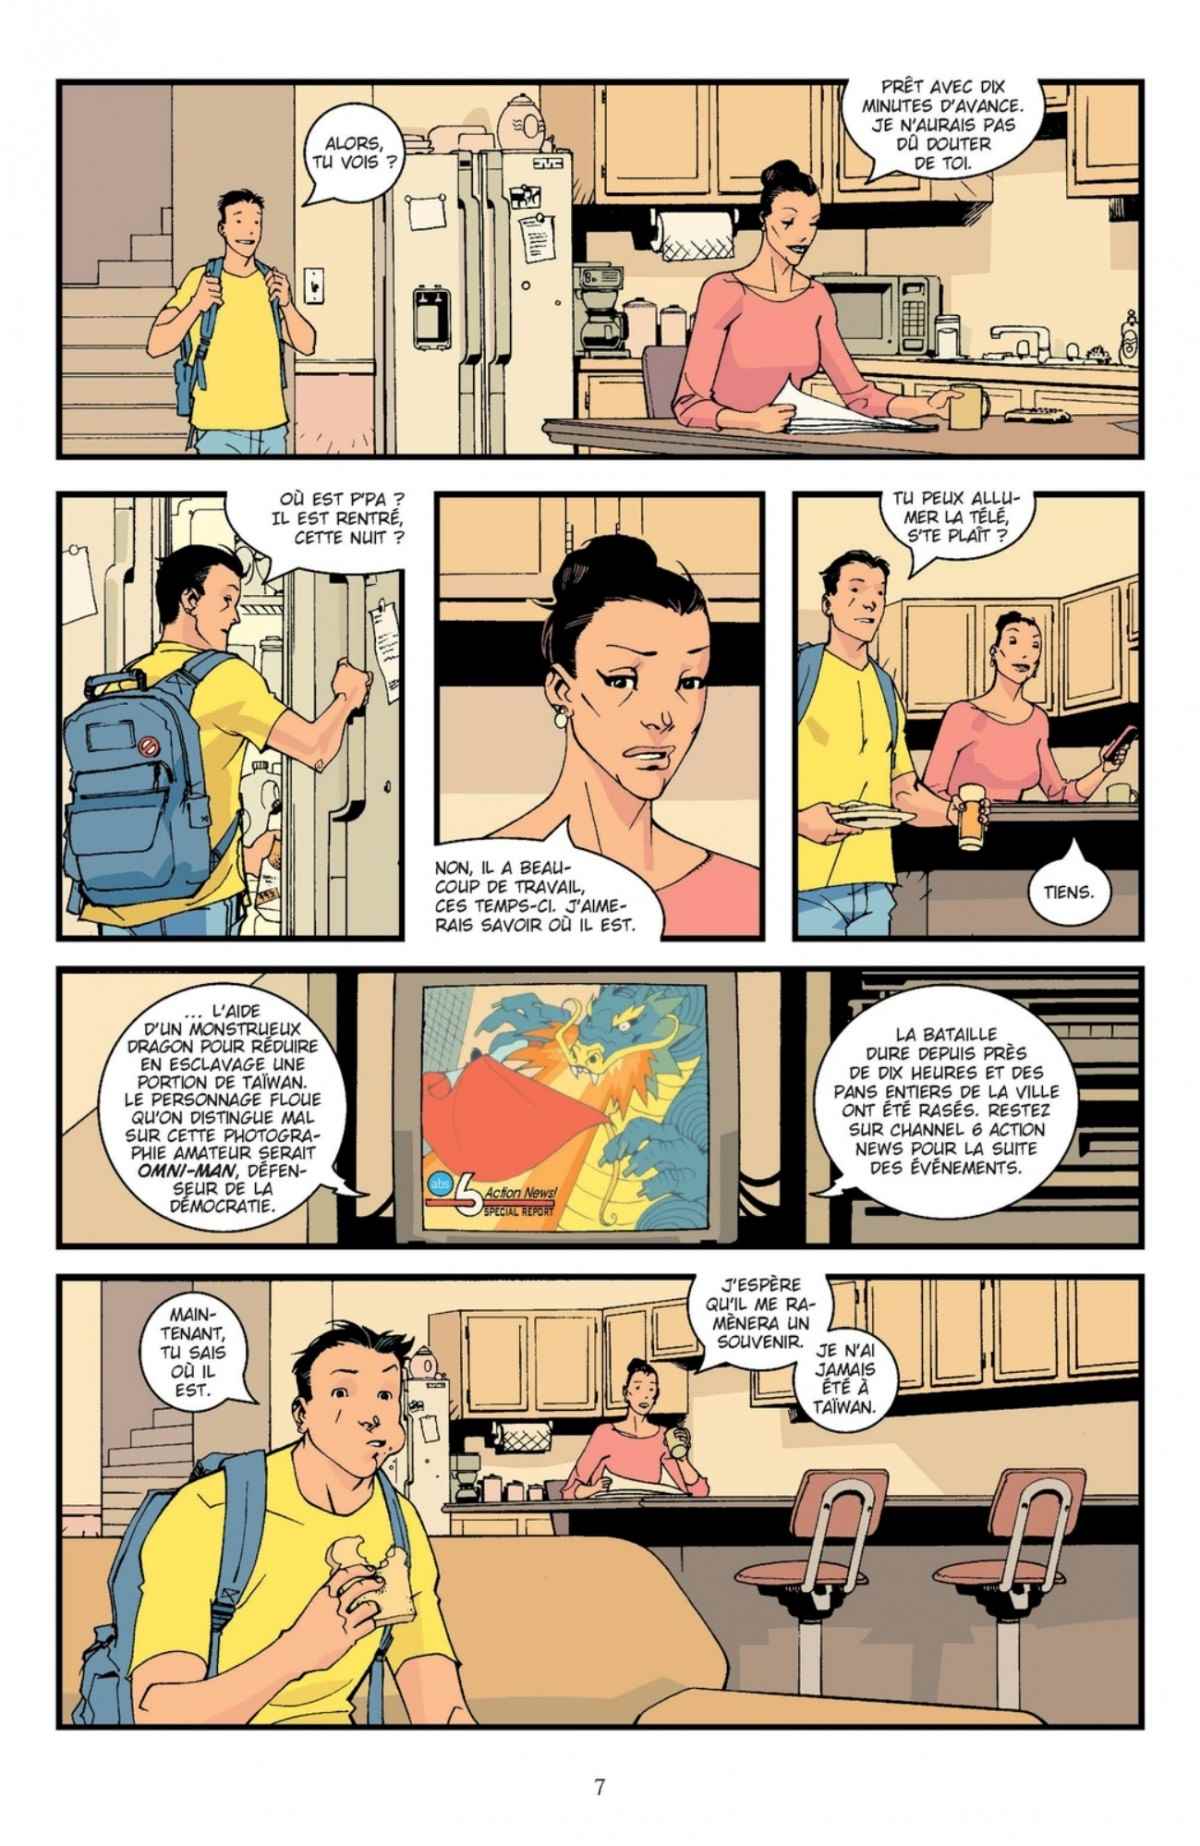 ALORS,
TU VOIS ?
PRÊT AVEC DIX
MINUTES D'AVANCE.
JE N'AURAIS PAS
DÛ DOUTER
DE TOI.
OÙ EST P'PA ?
IL EST RENTRÉ,
CETTE NUIT ?
NON, IL A BEAU-
COUP DE TRAVAIL,
CES TEMPS-CI. J'AIME-
RAIS SAVOIR OÙ IL EST.
TU PEUX ALLU-
MER LA TÉLÉ,
S'TE PLAÎT ?
TIENS.
... L'AIDE
D'UN MONSTRUEUX
DRAGON POUR RÉDUIRE
EN ESCLAVAGE UNE
PORTION DE TAÏWAN.
LE PERSONNAGE FLOUE
QU'ON DISTINGUE MAL
SUR CETTE PHOTOGRA-
PHIE AMATEUR SERAIT
OMNI-MAN, DÉFEN-
SEUR DE LA
DÉMOCRATIE.
abs
6
Action News!
SPECIAL REPORT
LA BATAILLE
DURE DEPUIS PRÈS
DE DIX HEURES ET DES
PANS ENTIERS DE LA VILLE
ONT ÉTÉ RASÉS. RESTEZ
SUR CHANNEL 6 ACTION
NEWS POUR LA SUITE
DES ÉVÉNEMENTS.
MAIN-
TENANT,
TU SAIS
OÙ IL
EST.
J'ESPÈRE
QU'IL ME RA-
MÈNERA UN
SOUVENIR.
JE N'AI
JAMAIS
ÉTÉ À
TAÏWAN.
7